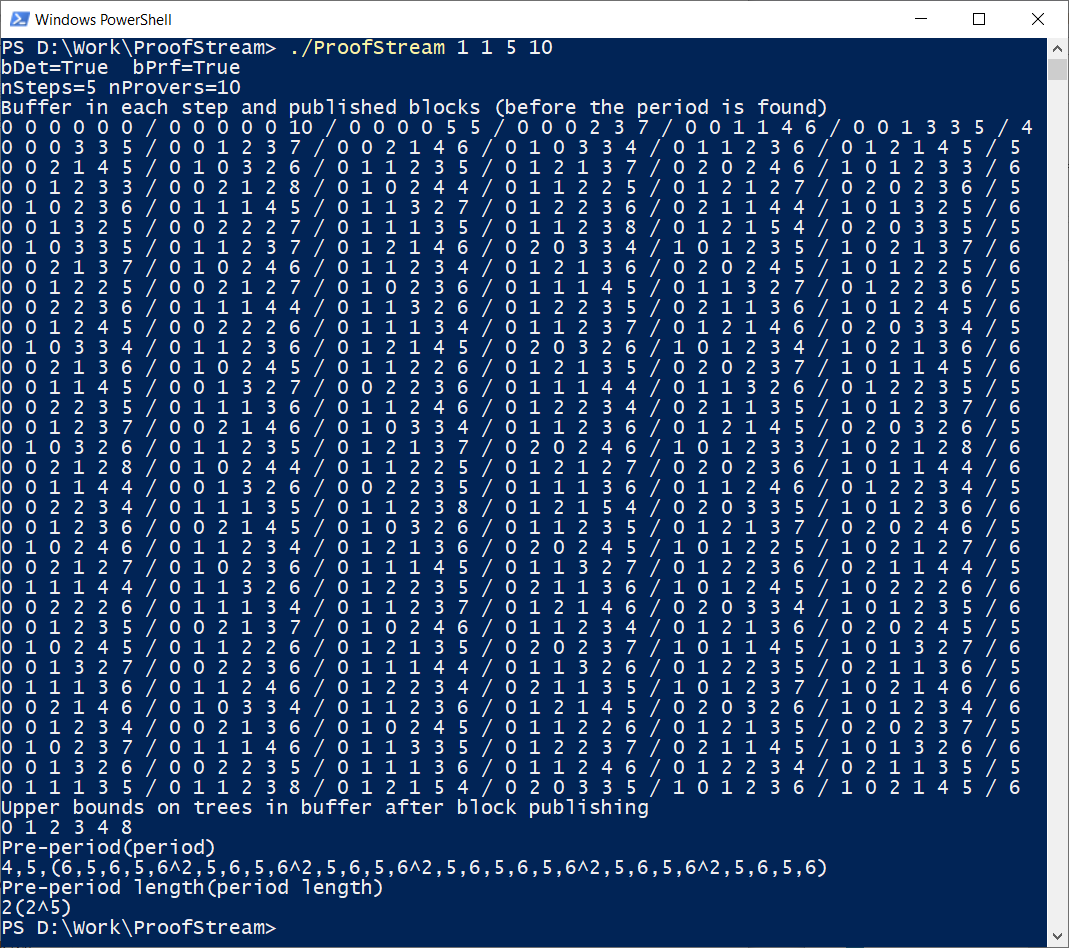 Windows PowerShell
PS D:\Work\ProofStream> ./ProofStream 1 1 5 10
bDet=True  bPrf=True
nSteps=5 nProvers=10
Buffer in each step and published blocks (before the period is found)
0 0 0 0 0 0 / 0 0 0 0 0 10 / 0 0 0 0 5 5 / 0 0 0 2 3 7 / 0 0 1 1 4 6 / 0 0 1 3 3 5 / 4
0 0 0 3 3 5 / 0 0 1 2 3 7 / 0 0 2 1 4 6 / 0 1 0 3 3 4 / 0 1 1 2 3 6 / 0 1 2 1 4 5 / 5
0 0 2 1 4 5 / 0 1 0 3 2 6 / 0 1 1 2 3 5 / 0 1 2 1 3 7 / 0 2 0 2 4 6 / 1 0 1 2 3 3 / 6
0 0 1 2 3 3 / 0 0 2 1 2 8 / 0 1 0 2 4 4 / 0 1 1 2 2 5 / 0 1 2 1 2 7 / 0 2 0 2 3 6 / 5
0 1 0 2 3 6 / 0 1 1 1 4 5 / 0 1 1 3 2 7 / 0 1 2 2 3 6 / 0 2 1 1 4 4 / 1 0 1 3 2 5 / 6
0 0 1 3 2 5 / 0 0 2 2 2 7 / 0 1 1 1 3 5 / 0 1 1 2 3 8 / 0 1 2 1 5 4 / 0 2 0 3 3 5 / 5
0 1 0 3 3 5 / 0 1 1 2 3 7 / 0 1 2 1 4 6 / 0 2 0 3 3 4 / 1 0 1 2 3 5 / 1 0 2 1 3 7 / 6
0 0 2 1 3 7 / 0 1 0 2 4 6 / 0 1 1 2 3 4 / 0 1 2 1 3 6 / 0 2 0 2 4 5 / 1 0 1 2 2 5 / 6
0 0 1 2 2 5 / 0 0 2 1 2 7 / 0 1 0 2 3 6 / 0 1 1 1 4 5 / 0 1 1 3 2 7 / 0 1 2 2 3 6 / 5
0 0 2 2 3 6 / 0 1 1 1 4 4 / 0 1 1 3 2 6 / 0 1 2 2 3 5 / 0 2 1 1 3 6 / 1 0 1 2 4 5 / 6
0 0 1 2 4 5 / 0 0 2 2 2 6 / 0 1 1 1 3 4 / 0 1 1 2 3 7 / 0 1 2 1 4 6 / 0 2 0 3 3 4 / 5
0 1 0 3 3 4 / 0 1 1 2 3 6 / 0 1 2 1 4 5 / 0 2 0 3 2 6 / 1 0 1 2 3 4 / 1 0 2 1 3 6 / 6
0 0 2 1 3 6 / 0 1 0 2 4 5 / 0 1 1 2 2 6 / 0 1 2 1 3 5 / 0 2 0 2 3 7 / 1 0 1 1 4 5 / 6
0 0 1 1 4 5 / 0 0 1 3 2 7 / 0 0 2 2 3 6 / 0 1 1 1 4 4 / 0 1 1 3 2 6 / 0 1 2 2 3 5 / 5
0 0 2 2 3 5 / 0 1 1 1 3 6 / 0 1 1 2 4 6 / 0 1 2 2 3 4 / 0 2 1 1 3 5 / 1 0 1 2 3 7 / 6
0 0 1 2 3 7 / 0 0 2 1 4 6 / 0 1 0 3 3 4 / 0 1 1 2 3 6 / 0 1 2 1 4 5 / 0 2 0 3 2 6 / 5
0 1 0 3 2 6 / 0 1 1 2 3 5 / 0 1 2 1 3 7 / 0 2 0 2 4 6 / 1 0 1 2 3 3 / 1 0 2 1 2 8 / 6
0 0 2 1 2 8 / 0 1 0 2 4 4 / 0 1 1 2 2 5 / 0 1 2 1 2 7 / 0 2 0 2 3 6 / 1 0 1 1 4 4 / 6
0 0 1 1 4 4 / 0 0 1 3 2 6 / 0 0 2 2 3 5 / 0 1 1 1 3 6 / 0 1 1 2 4 6 / 0 1 2 2 3 4 / 5
0 0 2 2 3 4 / 0 1 1 1 3 5 / 0 1 1 2 3 8 / 0 1 2 1 5 4 / 0 2 0 3 3 5 / 1 0 1 2 3 6 / 6
0 0 1 2 3 6 / 0 0 2 1 4 5 / 0 1 0 3 2 6 / 0 1 1 2 3 5 / 0 1 2 1 3 7 / 0 2 0 2 4 6 / 5
0 1 0 2 4 6 / 0 1 1 2 3 4 / 0 1 2 1 3 6 / 0 2 0 2 4 5 / 1 0 1 2 2 5 / 1 0 2 1 2 7 / 6
0 0 2 1 2 7 / 0 1 0 2 3 6 / 0 1 1 1 4 5 / 0 1 1 3 2 7 / 0 1 2 2 3 6 / 0 2 1 1 4 4 / 5
0 1 1 1 4 4 / 0 1 1 3 2 6 / 0 1 2 2 3 5 / 0 2 1 1 3 6 / 1 0 1 2 4 5 / 1 0 2 2 2 6 / 6
0 0 2 2 2 6 / 0 1 1 1 3 4 / 0 1 1 2 3 7 / 0 1 2 1 4 6 / 0 2 0 3 3 4 / 1 0 1 2 3 5 / 6
0 0 1 2 3 5 / 0 0 2 1 3 7 / 0 1 0 2 4 6 / 0 1 1 2 3 4 / 0 1 2 1 3 6 / 0 2 0 2 4 5 / 5
0 1 0 2 4 5 / 0 1 1 2 2 6 / 0 1 2 1 3 5 / 0 2 0 2 3 7 / 1 0 1 1 4 5 / 1 0 1 3 2 7 / 6
0 0 1 3 2 7 / 0 0 2 2 3 6 / 0 1 1 1 4 4 / 0 1 1 3 2 6 / 0 1 2 2 3 5 / 0 2 1 1 3 6 / 5
0 1 1 1 3 6 / 0 1 1 2 4 6 / 0 1 2 2 3 4 / 0 2 1 1 3 5 / 1 0 1 2 3 7 / 1 0 2 1 4 6 / 6
0 0 2 1 4 6 / 0 1 0 3 3 4 / 0 1 1 2 3 6 / 0 1 2 1 4 5 / 0 2 0 3 2 6 / 1 0 1 2 3 4 / 6
0 0 1 2 3 4 / 0 0 2 1 3 6 / 0 1 0 2 4 5 / 0 1 1 2 2 6 / 0 1 2 1 3 5 / 0 2 0 2 3 7 / 5
0 1 0 2 3 7 / 0 1 1 1 4 6 / 0 1 1 3 3 5 / 0 1 2 2 3 7 / 0 2 1 1 4 5 / 1 0 1 3 2 6 / 6
0 0 1 3 2 6 / 0 0 2 2 3 5 / 0 1 1 1 3 6 / 0 1 1 2 4 6 / 0 1 2 2 3 4 / 0 2 1 1 3 5 / 5
0 1 1 1 3 5 / 0 1 1 2 3 8 / 0 1 2 1 5 4 / 0 2 0 3 3 5 / 1 0 1 2 3 6 / 1 0 2 1 4 5 / 6
Upper bounds on trees in buffer after block publishing
0 1 2 3 4 8
Pre-period(period)
4,5,(6,5,6,5,6^2,5,6,5,6^2,5,6,5,6^2,5,6,5,6,5,6^2,5,6,5,6^2,5,6,5,6)
Pre-period length(period length)
2(2^5)
PS D:\Work\ProofStream>